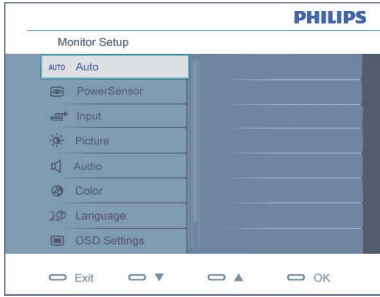 PHILIPS
Monitor Setup
AUTO Auto
PowerSensor
Input
Picture
Audio
Color
Language
OSD Settings
Exit ▼ ▲ OK